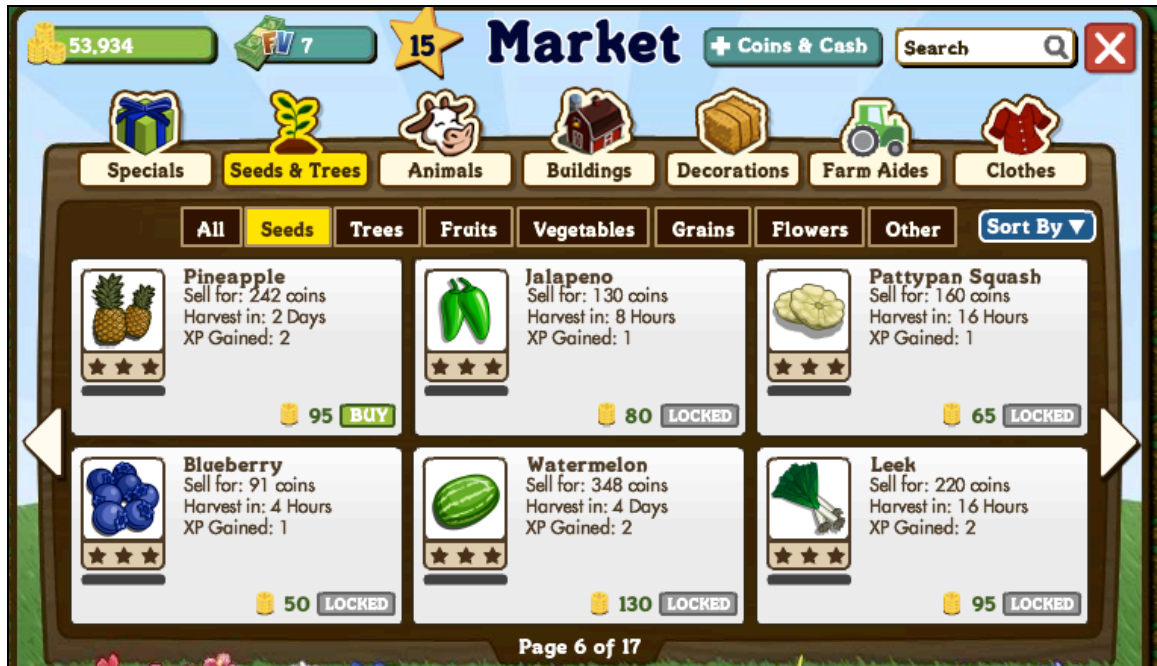 53,934
FV 7
15
Market
+ Coins & Cash
Search
Specials
Seeds & Trees
Animals
Buildings
Decorations
Farm Aides
Clothes
All
Seeds
Trees
Fruits
Vegetables
Grains
Flowers
Other
Sort By ▼
Pineapple
Sell for: 242 coins
Harvest in: 2 Days
XP Gained: 2
95 BUY
Jalapeno
Sell for: 130 coins
Harvest in: 8 Hours
XP Gained: 1
80 LOCKED
Pattypan Squash
Sell for: 160 coins
Harvest in: 16 Hours
XP Gained: 1
65 LOCKED
Blueberry
Sell for: 91 coins
Harvest in: 4 Hours
XP Gained: 1
50 LOCKED
Watermelon
Sell for: 348 coins
Harvest in: 4 Days
XP Gained: 2
130 LOCKED
Leek
Sell for: 220 coins
Harvest in: 16 Hours
XP Gained: 2
95 LOCKED
Page 6 of 17